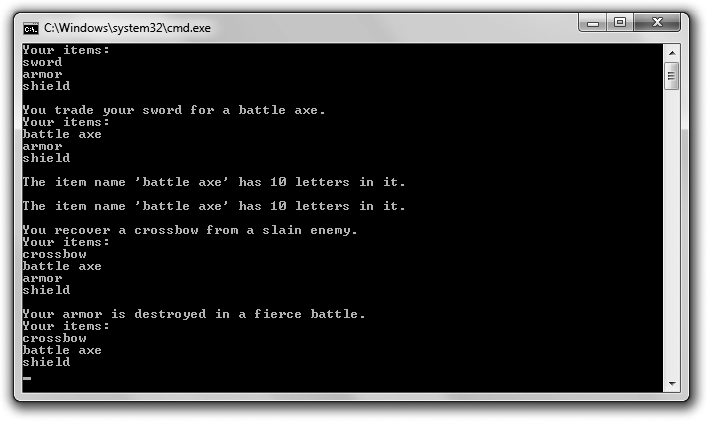 C:\Windows\system32\cmd.exe
Your items:
sword
armor
shield
You trade your sword for a battle axe.
Your items:
battle axe
armor
shield
The item name 'battle axe' has 10 letters in it.
The item name 'battle axe' has 10 letters in it.
You recover a crossbow from a slain enemy.
Your items:
crossbow
battle axe
armor
shield
Your armor is destroyed in a fierce battle.
Your items:
crossbow
battle axe
shield